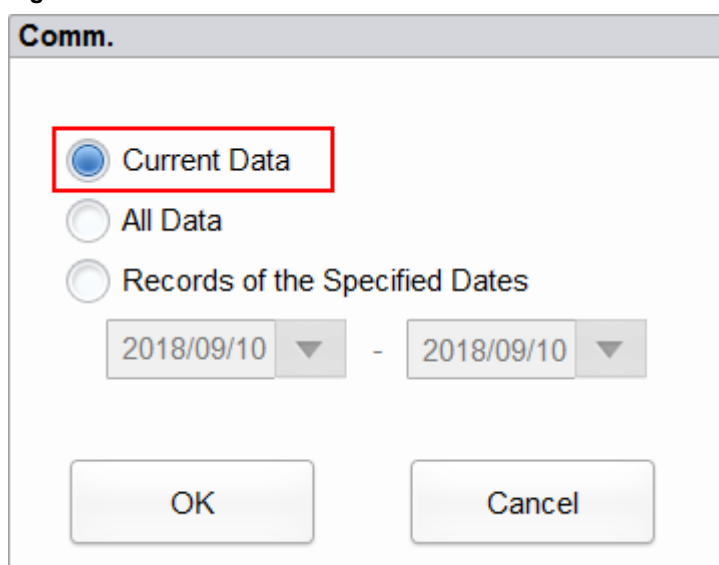 Comm.
Current Data
All Data
Records of the Specified Dates
2018/09/10 - 2018/09/10
OK Cancel